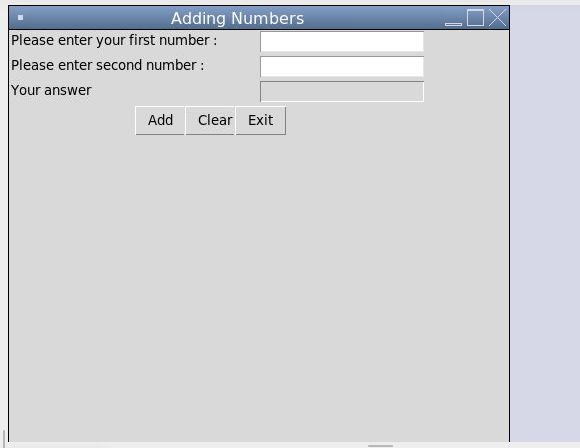 Adding Numbers
Please enter your first number :
Please enter second number :
Your answer
Add Clear Exit